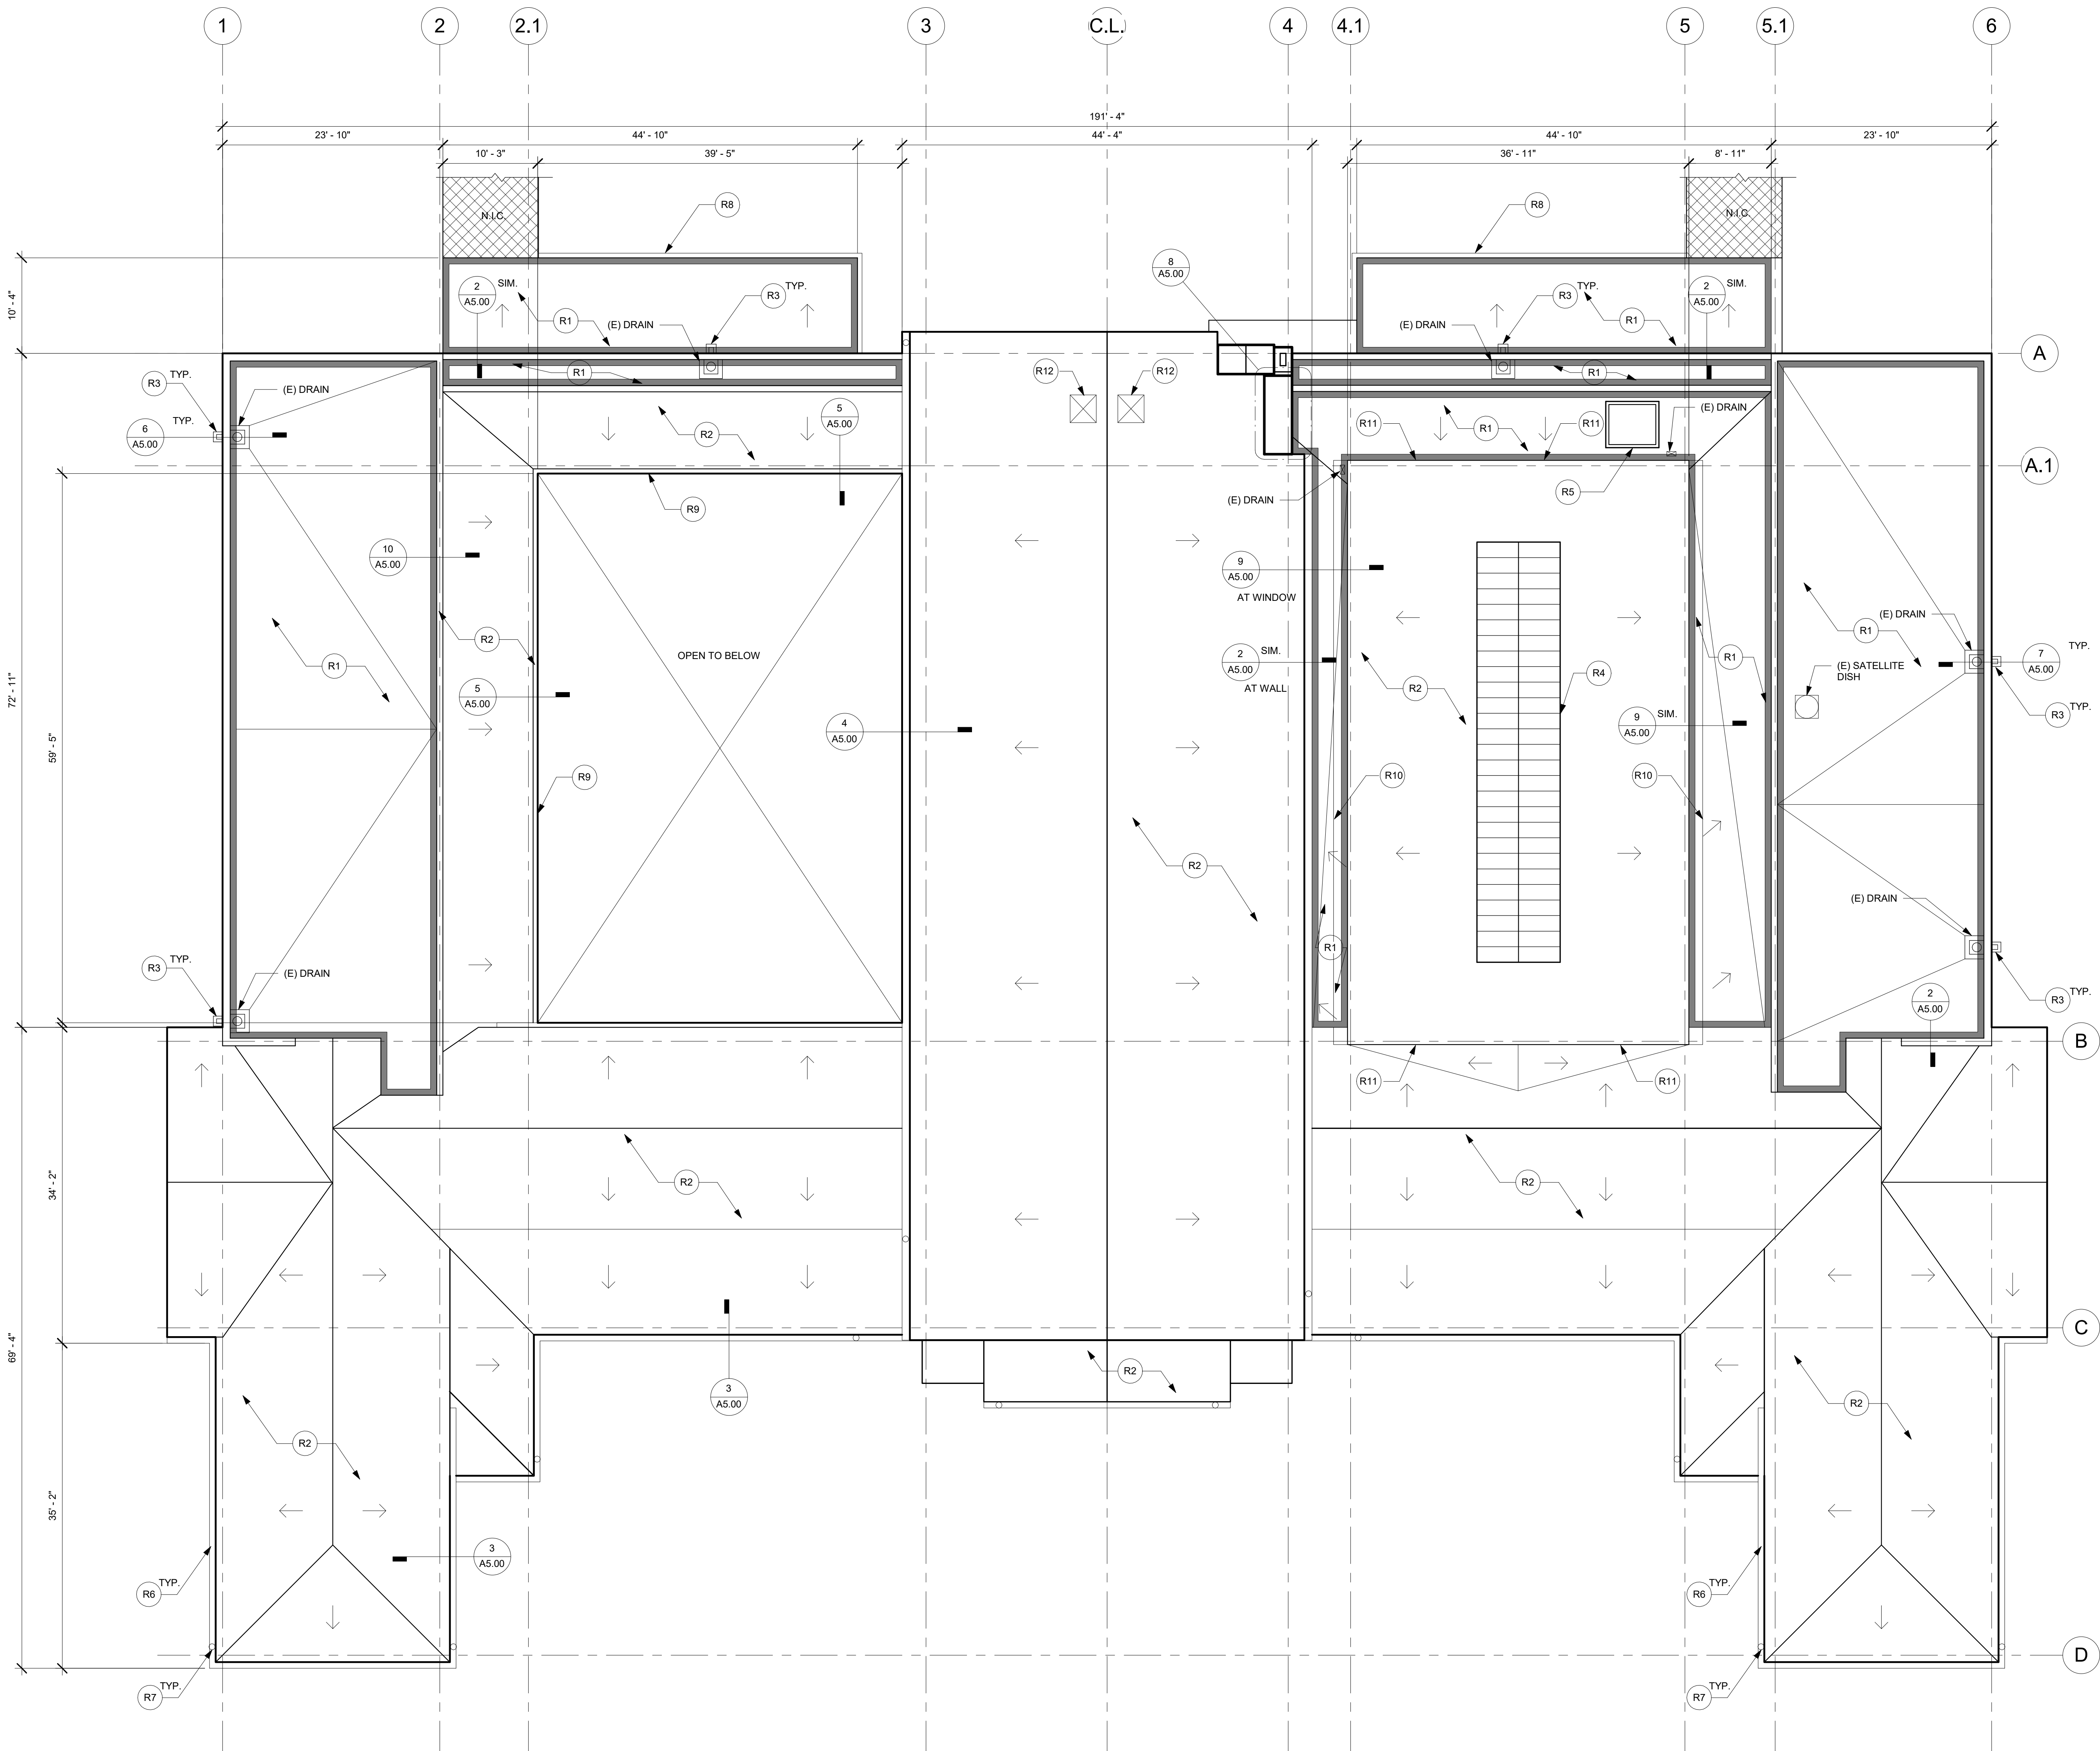 1 2 2.1 3 C.L. 4 4.1 5 5.1 6
191' - 4"
23' - 10" 44' - 10" 44' - 4" 44' - 10" 23' - 10"
10' - 3" 39' - 5" 36' - 11" 8' - 11"
N.I.C. R8 R8 N.I.C.
10' - 4"
2
A5.00
SIM.
R3
TYP.
R1
(E) DRAIN
8
A5.00
R3
TYP.
R1
(E) DRAIN
2
A5.00
SIM.
A
R3
TYP.
(E) DRAIN
R1
R12
R12
R1
6
A5.00
TYP.
R2
5
A5.00
R11
R1
R11
(E) DRAIN
A.1
(E) DRAIN
R5
R9
10
A5.00
9
A5.00
AT WINDOW
R2
R1
OPEN TO BELOW
2
A5.00
SIM.
AT WALL
R2
R4
R1
(E) DRAIN
R1
7
A5.00
TYP.
(E) SATELLITE
DISH
R3
TYP.
72' - 11"
59' - 5"
5
A5.00
4
A5.00
9
A5.00
SIM.
R9
R10
R10
R2
(E) DRAIN
R1
R3
TYP.
(E) DRAIN
2
A5.00
R3
TYP.
B
R11
R11
34' - 2"
R2
R2
69' - 4"
C
R2
3
A5.00
R2
R2
35' - 2"
3
A5.00
R6
TYP.
R6
TYP.
D
R7
TYP.
R7
TYP.